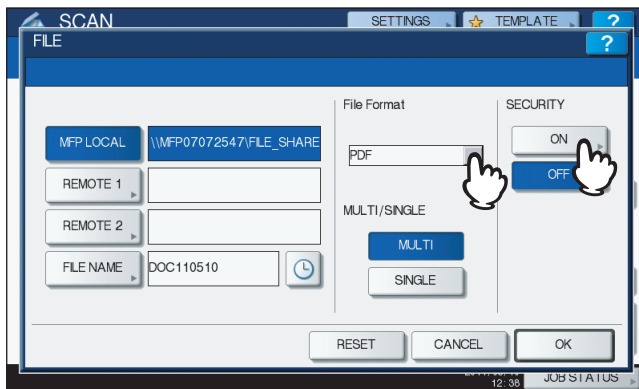 SCAN
SETTINGS
TEMPLATE
?
FILE
?
File Format
SECURITY
MFP LOCAL
\\MFP07072547\FILE_SHARE
PDF
ON
OFF
REMOTE 1
REMOTE 2
MULTI/SINGLE
MULTI
SINGLE
FILE NAME
DOC110510
RESET
CANCEL
OK
12:36
JOB STATUS